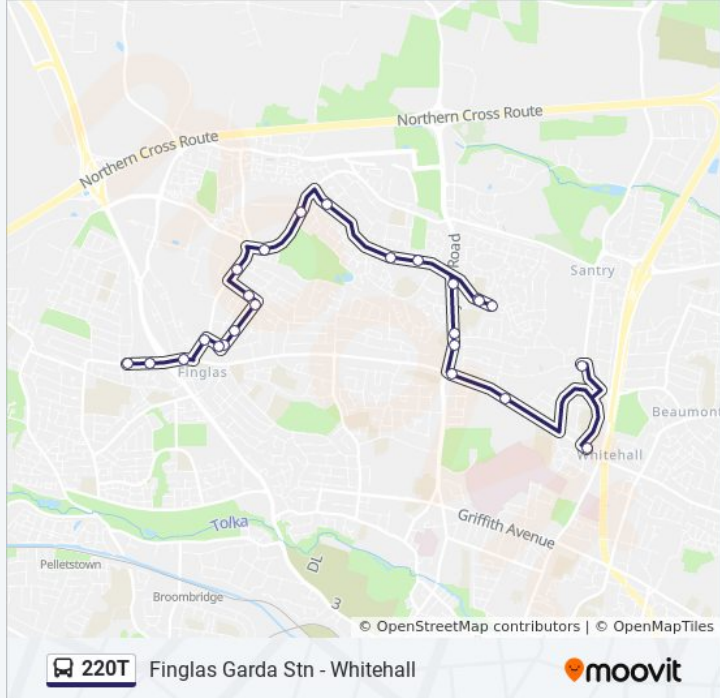 Northern Cross Route
Northern Cross Route
Road
Santry
Finglas
Beaumont
Whitehall
Griffith Avenue
Tolka
DL
3
Pelletstown
Broombridge
© OpenStreetMap contributors | © OpenMapTiles
220T Finglas Garda Stn - Whitehall
moovit